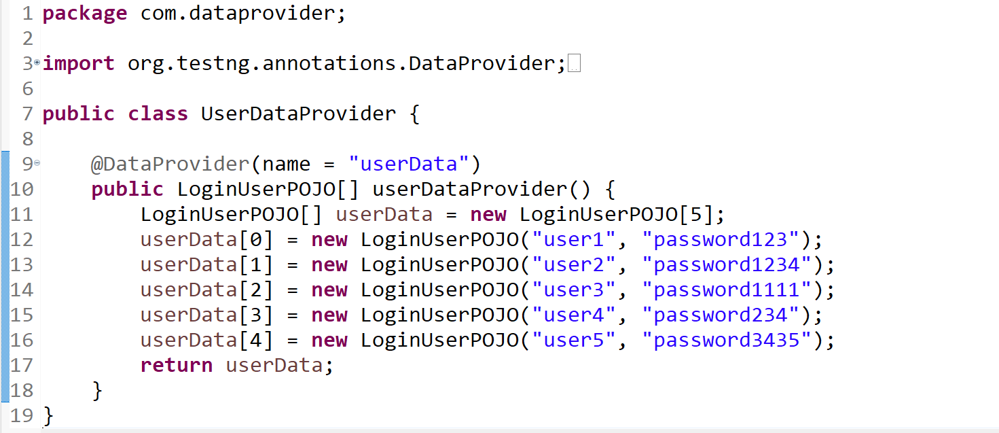 1 package com.dataprovider;
2
3 import org.testng.annotations.DataProvider;
6
7 public class UserDataProvider {
8
9     @DataProvider(name = "userData")
10     public LoginUserPOJO[] userDataProvider() {
11         LoginUserPOJO[] userData = new LoginUserPOJO[5];
12         userData[0] = new LoginUserPOJO("user1", "password123");
13         userData[1] = new LoginUserPOJO("user2", "password1234");
14         userData[2] = new LoginUserPOJO("user3", "password1111");
15         userData[3] = new LoginUserPOJO("user4", "password234");
16         userData[4] = new LoginUserPOJO("user5", "password3435");
17         return userData;
18     }
19 }